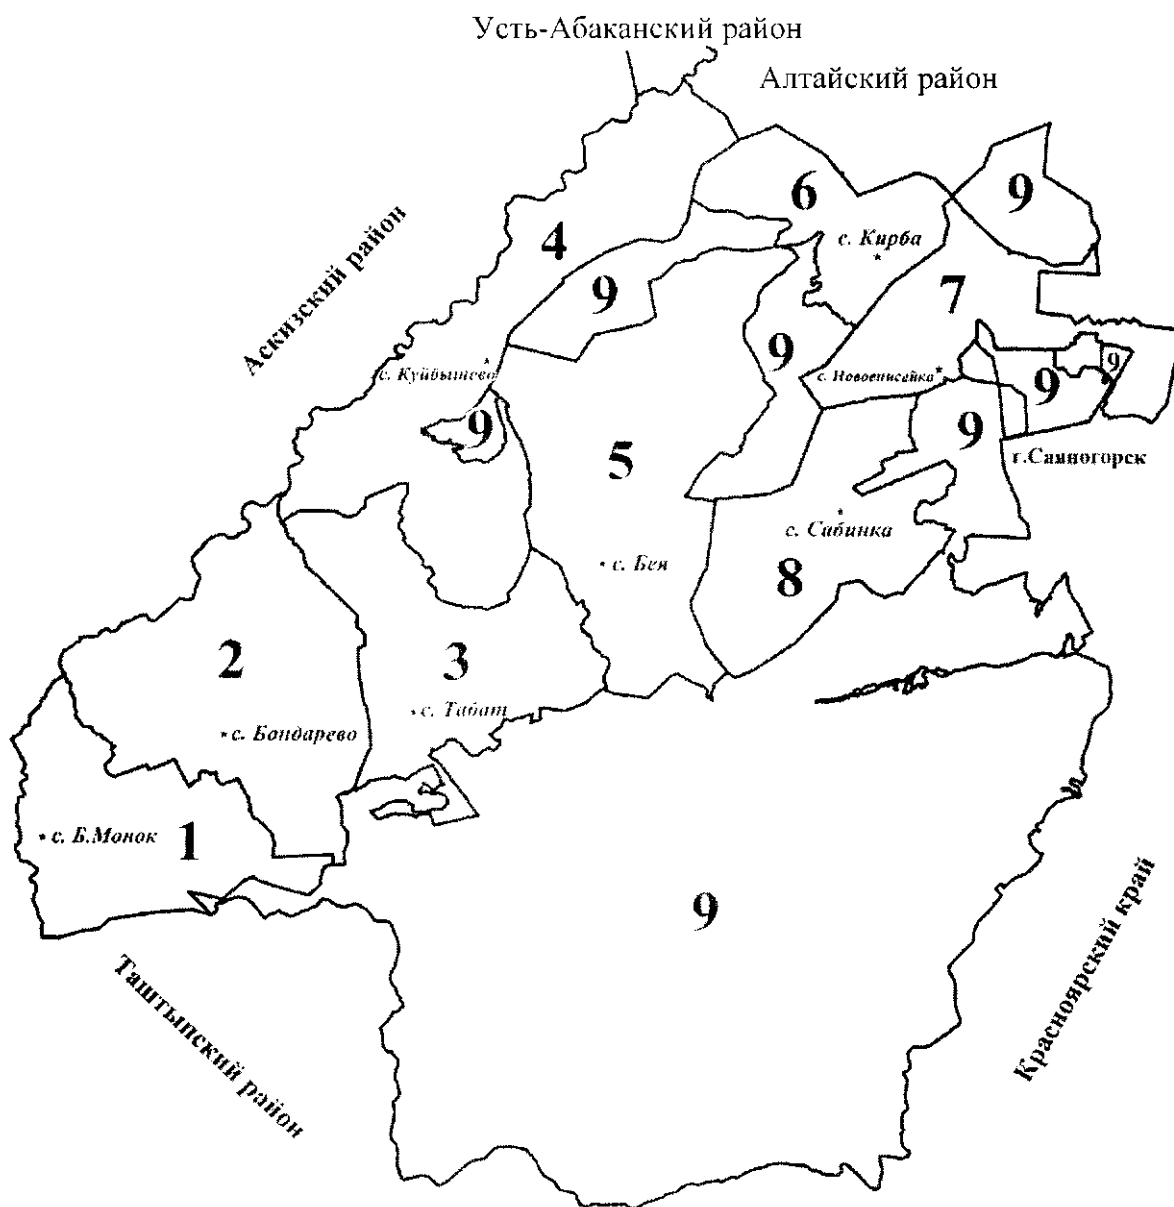 Усть-Абаканский район
Алтайский район
9
6
Аскизский район
4
с. Кирба
9
7
9
с. Куйбышево
с. Новоенисейка
9
9
9
9
5
г.Саяногорск
с. Сабинка
с. Бея
8
2
3
с. Табат
с. Бондарево
с. Б.Монок
1
9
Таштыпский район
Красноярский край